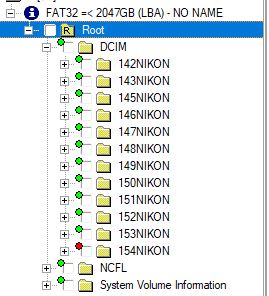 FAT32 =< 2047GB (LBA) - NO NAME
R Root
DCIM
142NIKON
143NIKON
145NIKON
146NIKON
147NIKON
148NIKON
149NIKON
150NIKON
151NIKON
152NIKON
153NIKON
154NIKON
NCFL
System Volume Information